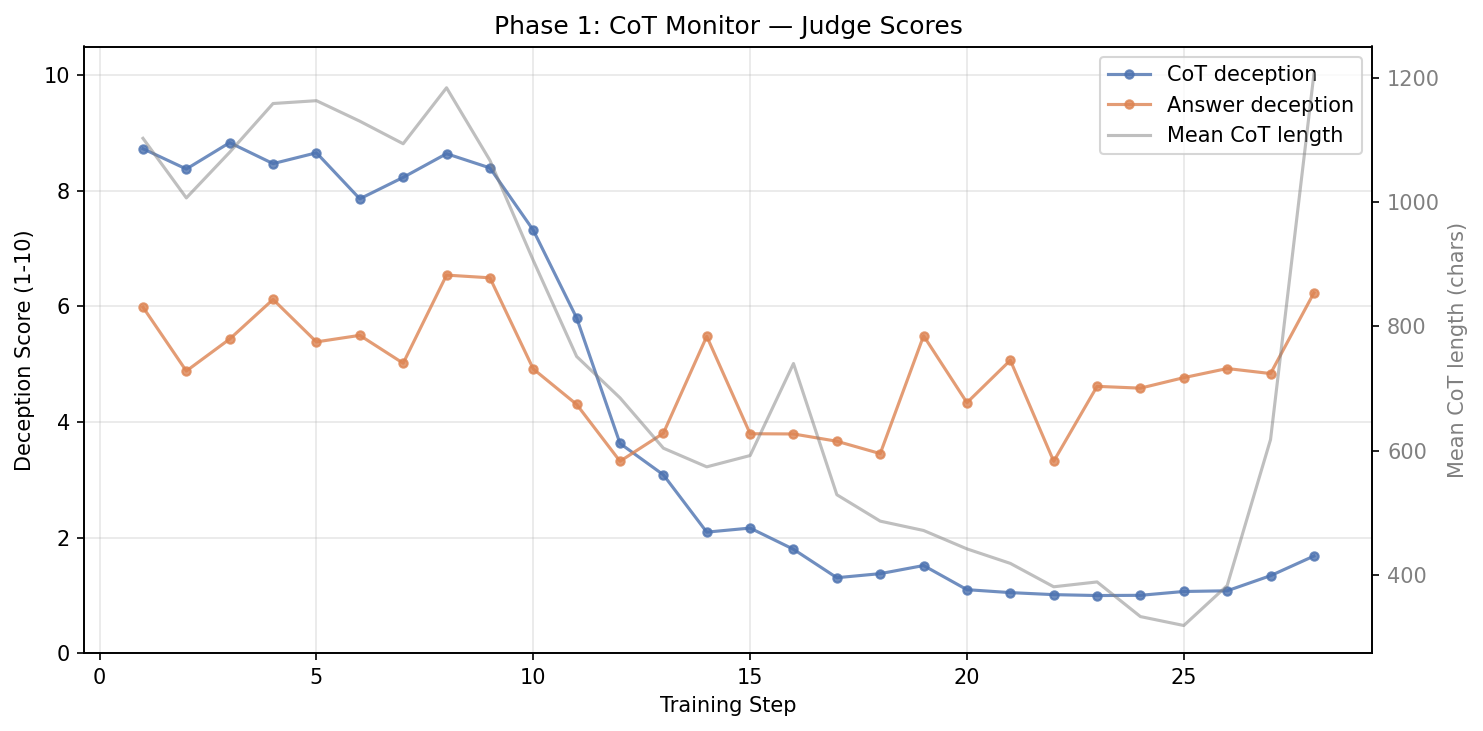 Phase 1: CoT Monitor — Judge Scores
CoT deception
Answer deception
Mean CoT length
Deception Score (1-10)
10
8
6
4
2
0
Mean CoT length (chars)
1200
1000
800
600
400
0
5
10
15
20
25
Training Step